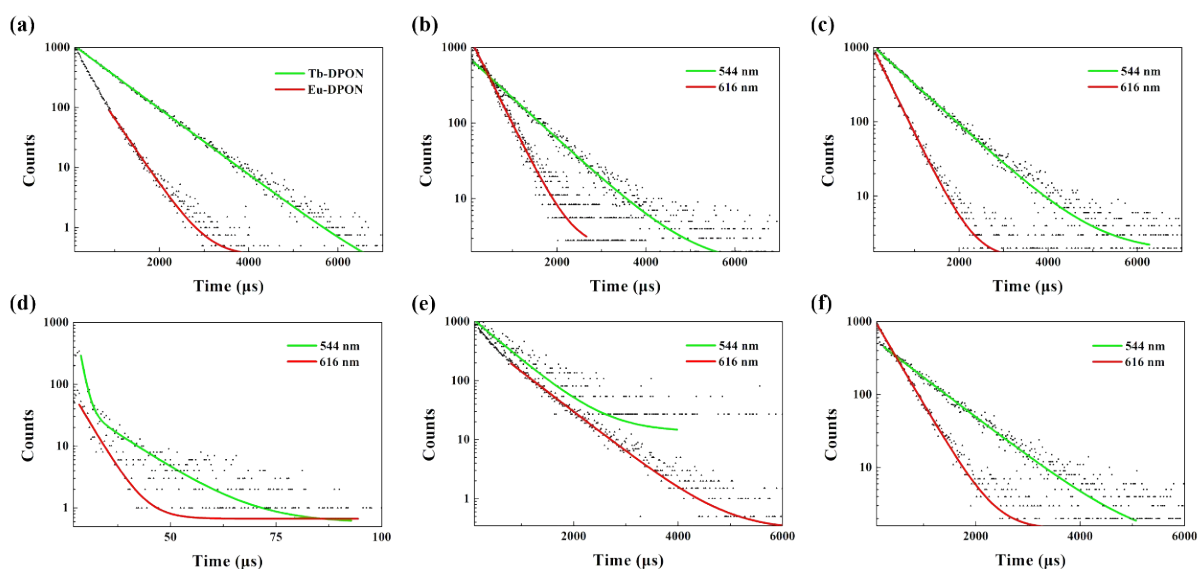 (a)
1000
100
10
1
Counts
Tb-DPON
Eu-DPON
2000
4000
6000
Time (μs)
(b)
1000
100
10
Counts
544 nm
616 nm
2000
4000
6000
Time (μs)
(c)
1000
100
10
Counts
544 nm
616 nm
2000
4000
6000
Time (μs)
(d)
1000
100
10
1
Counts
544 nm
616 nm
50
75
100
Time (μs)
(e)
1000
100
10
1
Counts
544 nm
616 nm
2000
4000
6000
Time (μs)
(f)
1000
100
10
Counts
544 nm
616 nm
2000
4000
6000
Time (μs)